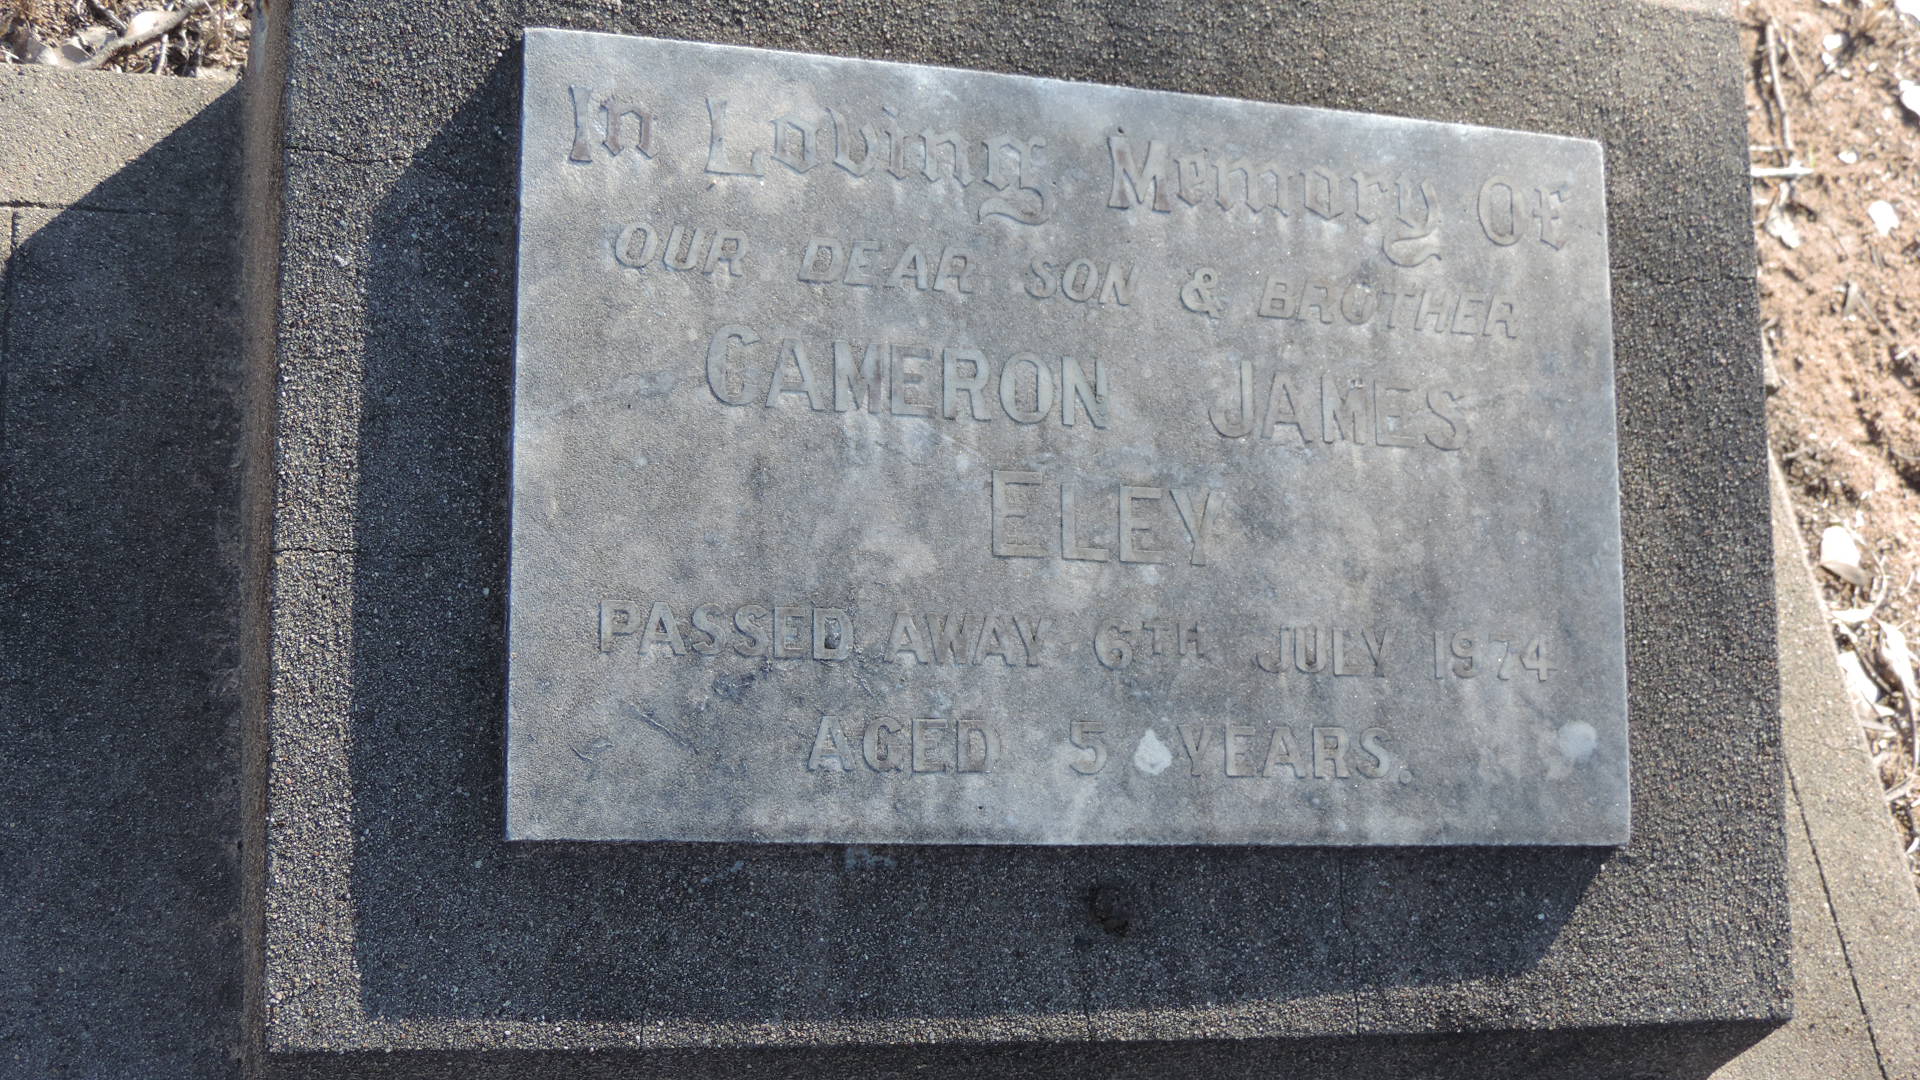 In Loving Memory Of
OUR DEAR SON & BROTHER
CAMERON JAMES
ELEY
PASSED AWAY 6TH JULY 1974
AGED 5 YEARS.